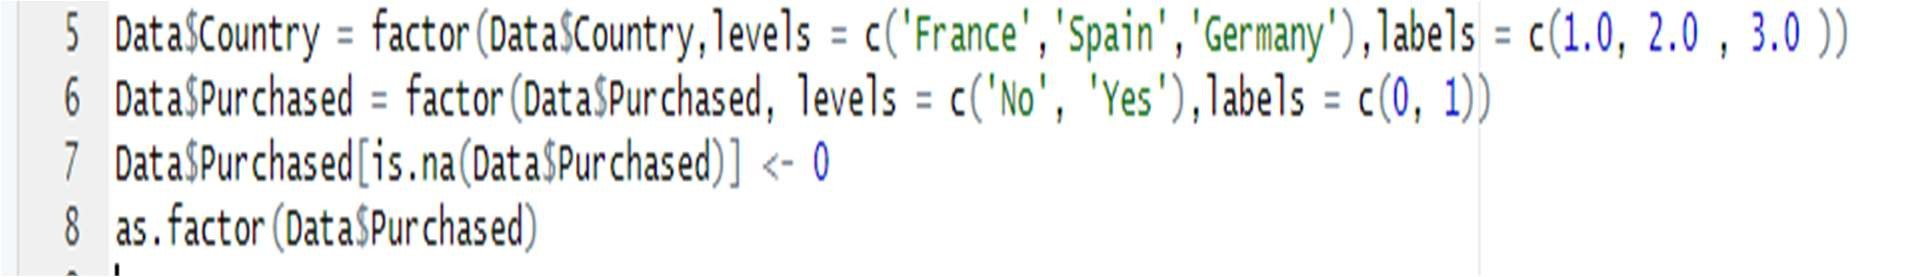 5 Data$Country = factor(Data$Country,levels = c('France','Spain','Germany'),labels = c(1.0, 2.0 , 3.0 ))
6 Data$Purchased = factor(Data$Purchased, levels = c('No', 'Yes'),labels = c(0, 1))
7 Data$Purchased[is.na(Data$Purchased)] <- 0
8 as.factor(Data$Purchased)